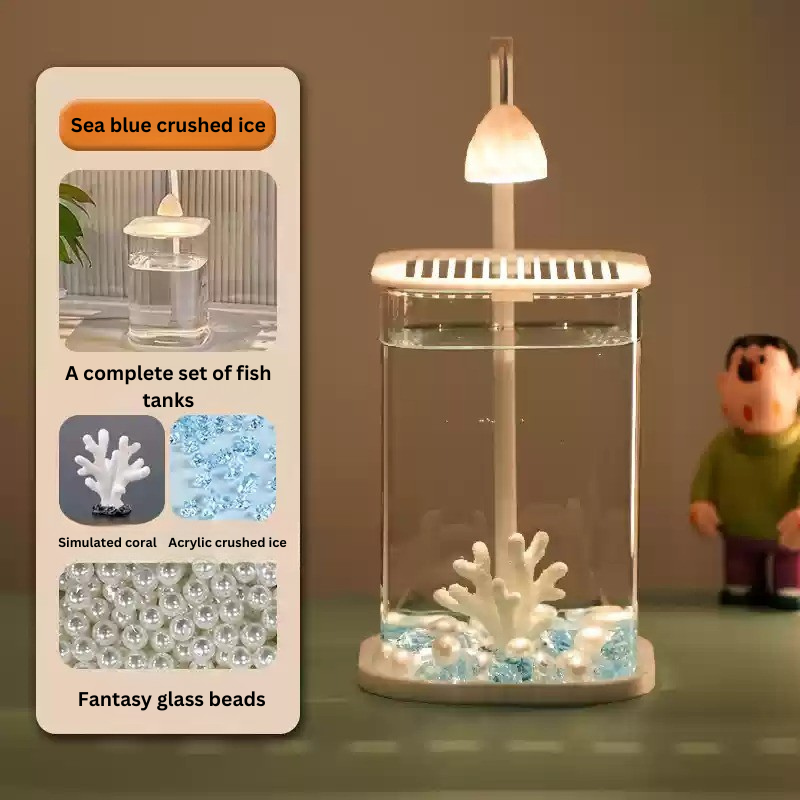 Sea blue crushed ice
A complete set of fish
tanks
Simulated coral
Acrylic crushed ice
Fantasy glass beads